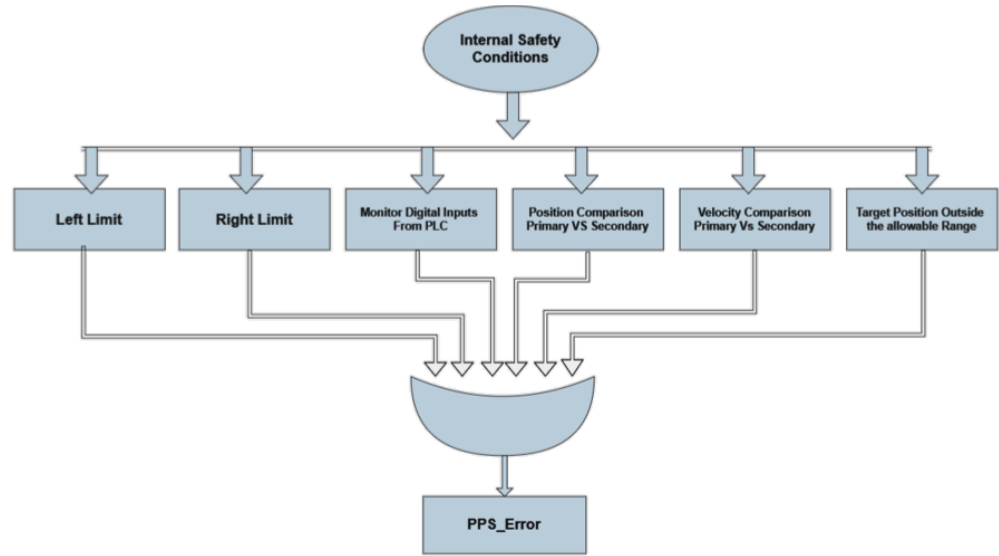 Internal Safety
Conditions
Left Limit
Right Limit
Monitor Digital Inputs
From PLC
Position Comparison
Primary VS Secondary
Velocity Comparison
Primary Vs Secondary
Target Position Outside
the allowable Range
PPS_Error